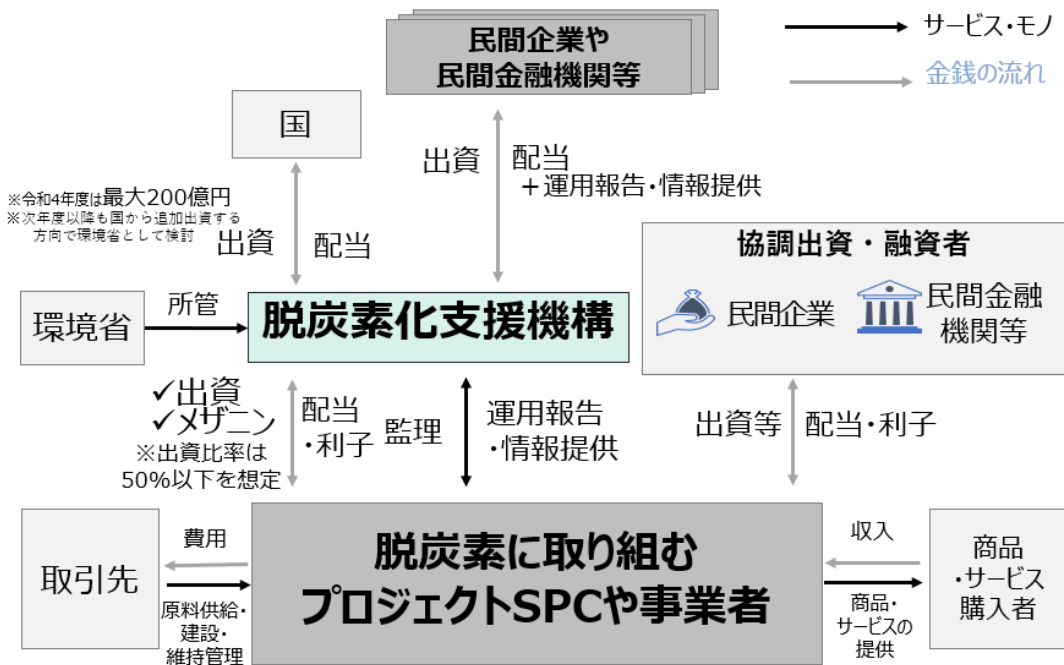 民間企業や
民間金融機関等
サービス・モノ
金銭の流れ
国
出資
配当
＋運用報告・情報提供
※令和4年度は最大200億円
※次年度以降も国から追加出資する
方向で環境省として検討
出資
配当
協調出資・融資者
民間企業
民間金融
機関等
環境省
所管
脱炭素化支援機構
✓出資
✓メザニン
※出資比率は
50%以下を想定
配当
・利子
監理
運用報告
・情報提供
出資等
配当・利子
取引先
費用
原料供給・
建設・
維持管理
脱炭素に取り組む
プロジェクトSPCや事業者
収入
商品・
サービスの
提供
商品
・サービス
購入者